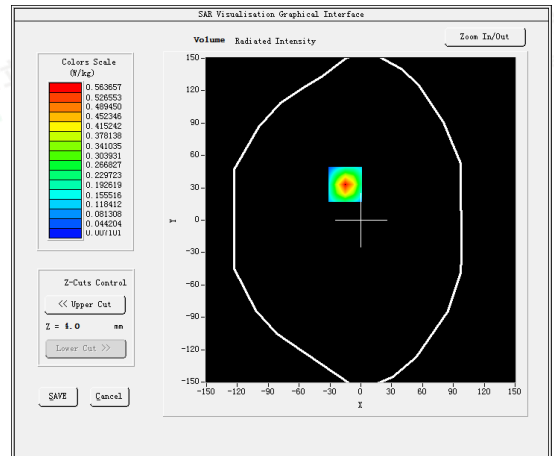 SAR Visualisation Graphical Interface
Volume Radiated Intensity
Zoom In/Out
Colors Scale
(W/kg)
0.563657
0.526553
0.489450
0.452346
0.415242
0.378138
0.341035
0.303931
0.266827
0.229723
0.192619
0.155516
0.118412
0.081308
0.044204
0.007101
Z-Cuts Control
<< Upper Cut
Z = 4.0 mm
Lower Cut >>
SAVE
Cancel
150
120
90
60
30
0
-30
-60
-90
-120
-150
Y
-150 -120 -90 -60 -30 0 30 60 90 120 150
X